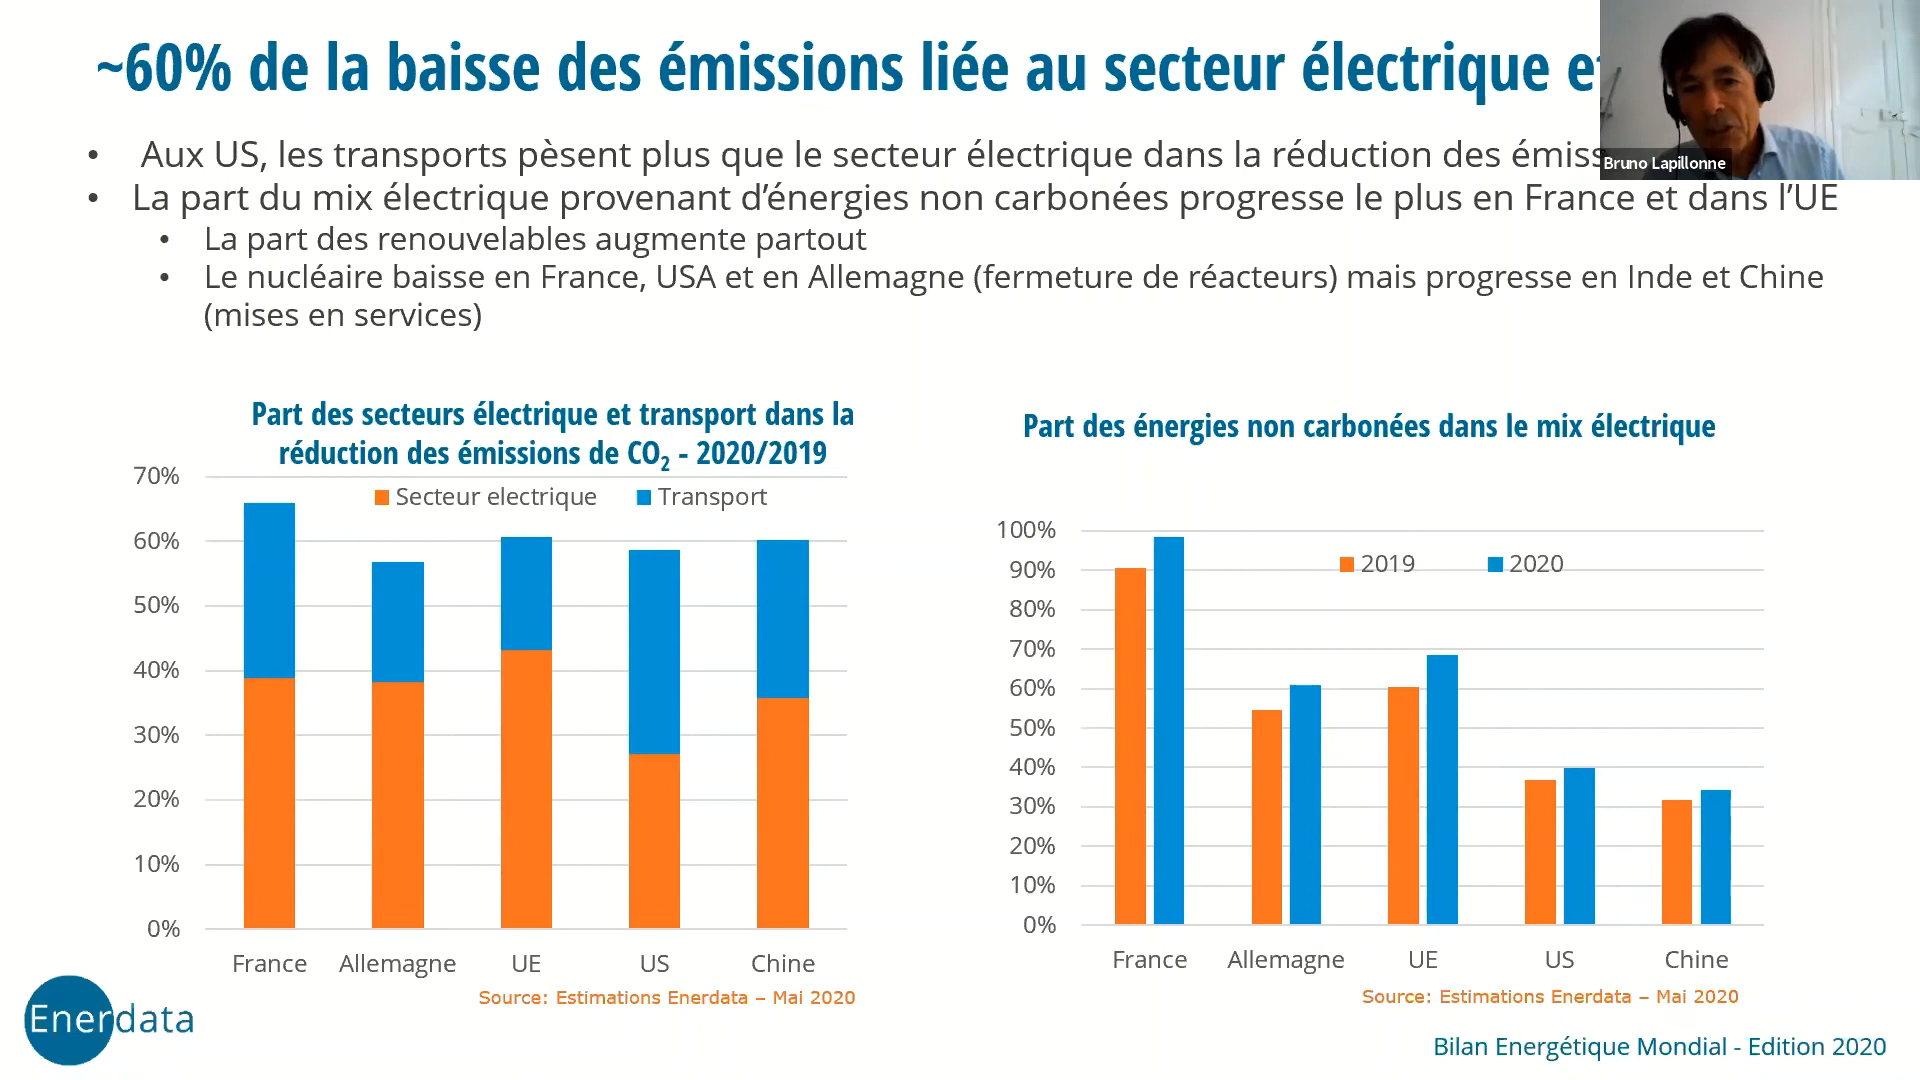 ~60% de la baisse des émissions liée au secteur électrique et
• Aux US, les transports pèsent plus que le secteur électrique dans la réduction des émiss
Bruno Lapillonne
• La part du mix électrique provenant d’énergies non carbonées progresse le plus en France et dans l’UE
• La part des renouvelables augmente partout
• Le nucléaire baisse en France, USA et en Allemagne (fermeture de réacteurs) mais progresse en Inde et Chine
(mises en services)
Part des secteurs électrique et transport dans la
réduction des émissions de CO₂ - 2020/2019
70%
Secteur electrique Transport
60%
50%
40%
30%
20%
10%
0%
France Allemagne UE US Chine
Source: Estimations Enerdata – Mai 2020
Part des énergies non carbonées dans le mix électrique
100%
2019 2020
90%
80%
70%
60%
50%
40%
30%
20%
10%
0%
France Allemagne UE US Chine
Source: Estimations Enerdata – Mai 2020
Enerdata
Bilan Energétique Mondial - Edition 2020